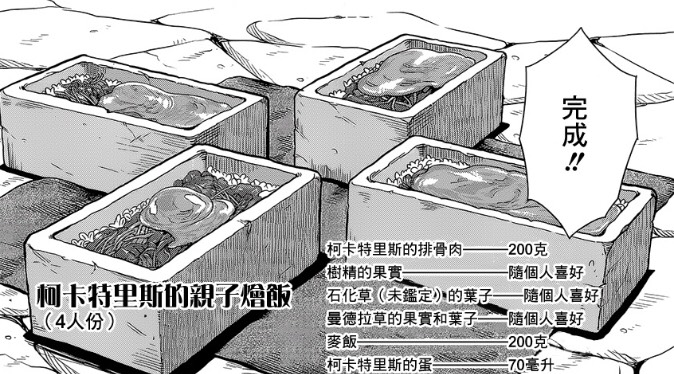 完成!!
柯卡特里斯的親子燴飯
（4人份）
柯卡特里斯的排骨肉———200克
樹精的果實———————隨個人喜好
石化草（未鑑定）的葉子——隨個人喜好
曼德拉草的果實和葉子——隨個人喜好
麥飯——————————200克
柯卡特里斯的蛋—————70毫升